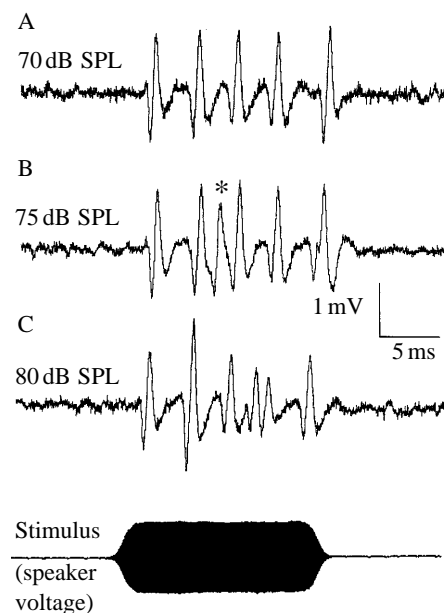 A
70 dB SPL
B
*
75 dB SPL
1 mV
5 ms
C
80 dB SPL
Stimulus
(speaker
voltage)